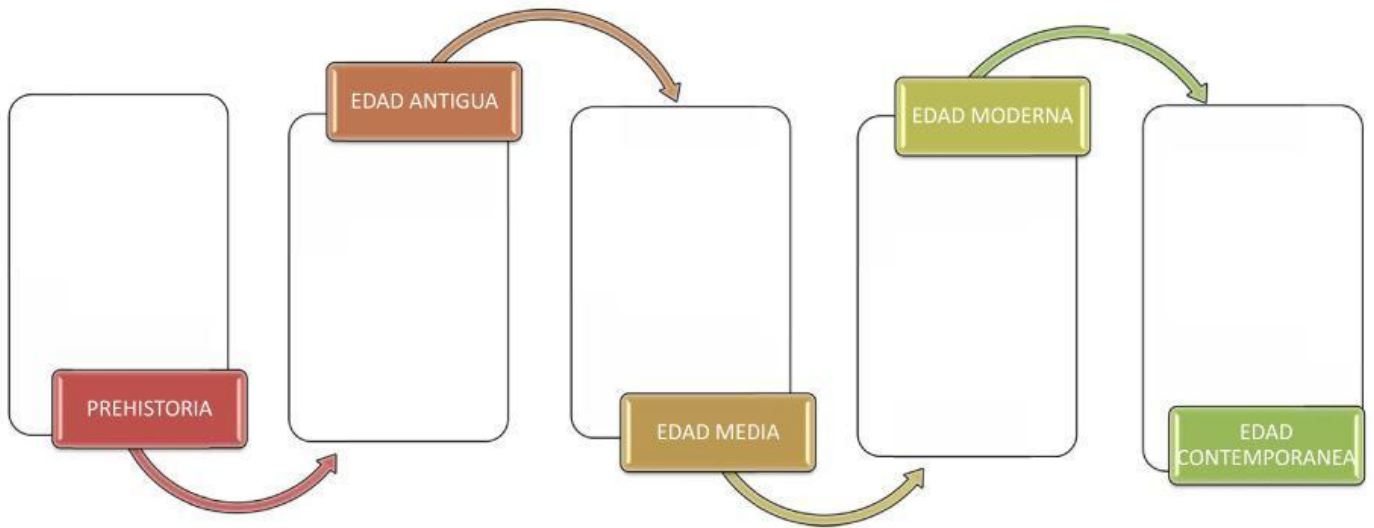 PREHISTORIA
EDAD ANTIGUA
EDAD MEDIA
EDAD MODERNA
EDAD
CONTEMPORANEA